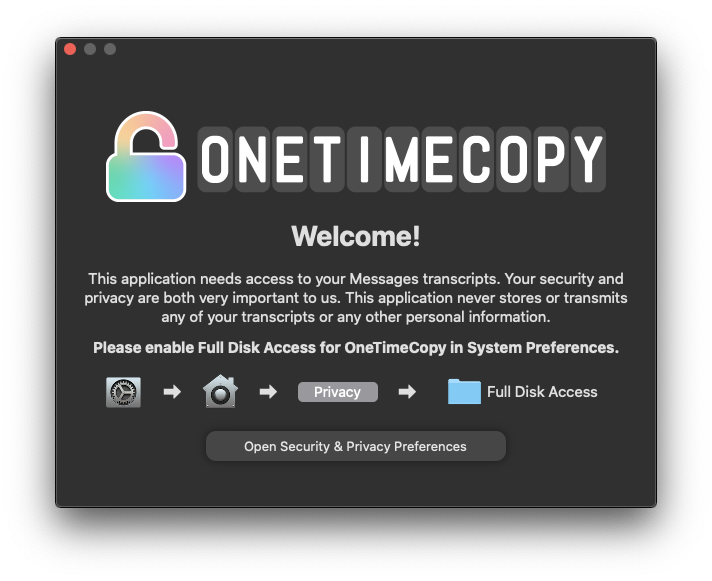 ONETIMECOPY
Welcome!
This application needs access to your Messages transcripts. Your security and
privacy are both very important to us. This application never stores or transmits
any of your transcripts or any other personal information.
Please enable Full Disk Access for OneTimeCopy in System Preferences.
Privacy
Full Disk Access
Open Security & Privacy Preferences